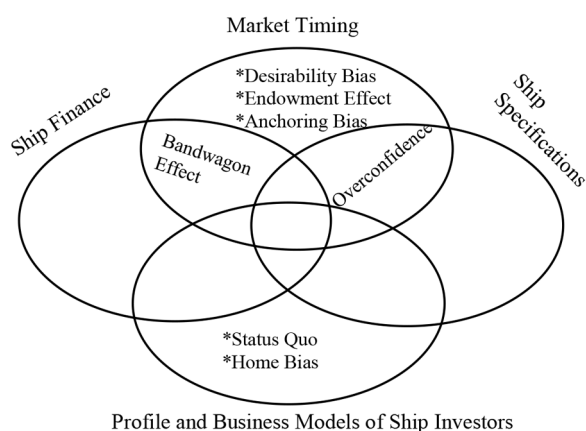 Market Timing
Ship Finance
Ship
Specifications
*Desirability Bias
*Endowment Effect
*Anchoring Bias
Bandwagon
Effect
Overconfidence
*Status Quo
*Home Bias
Profile and Business Models of Ship Investors